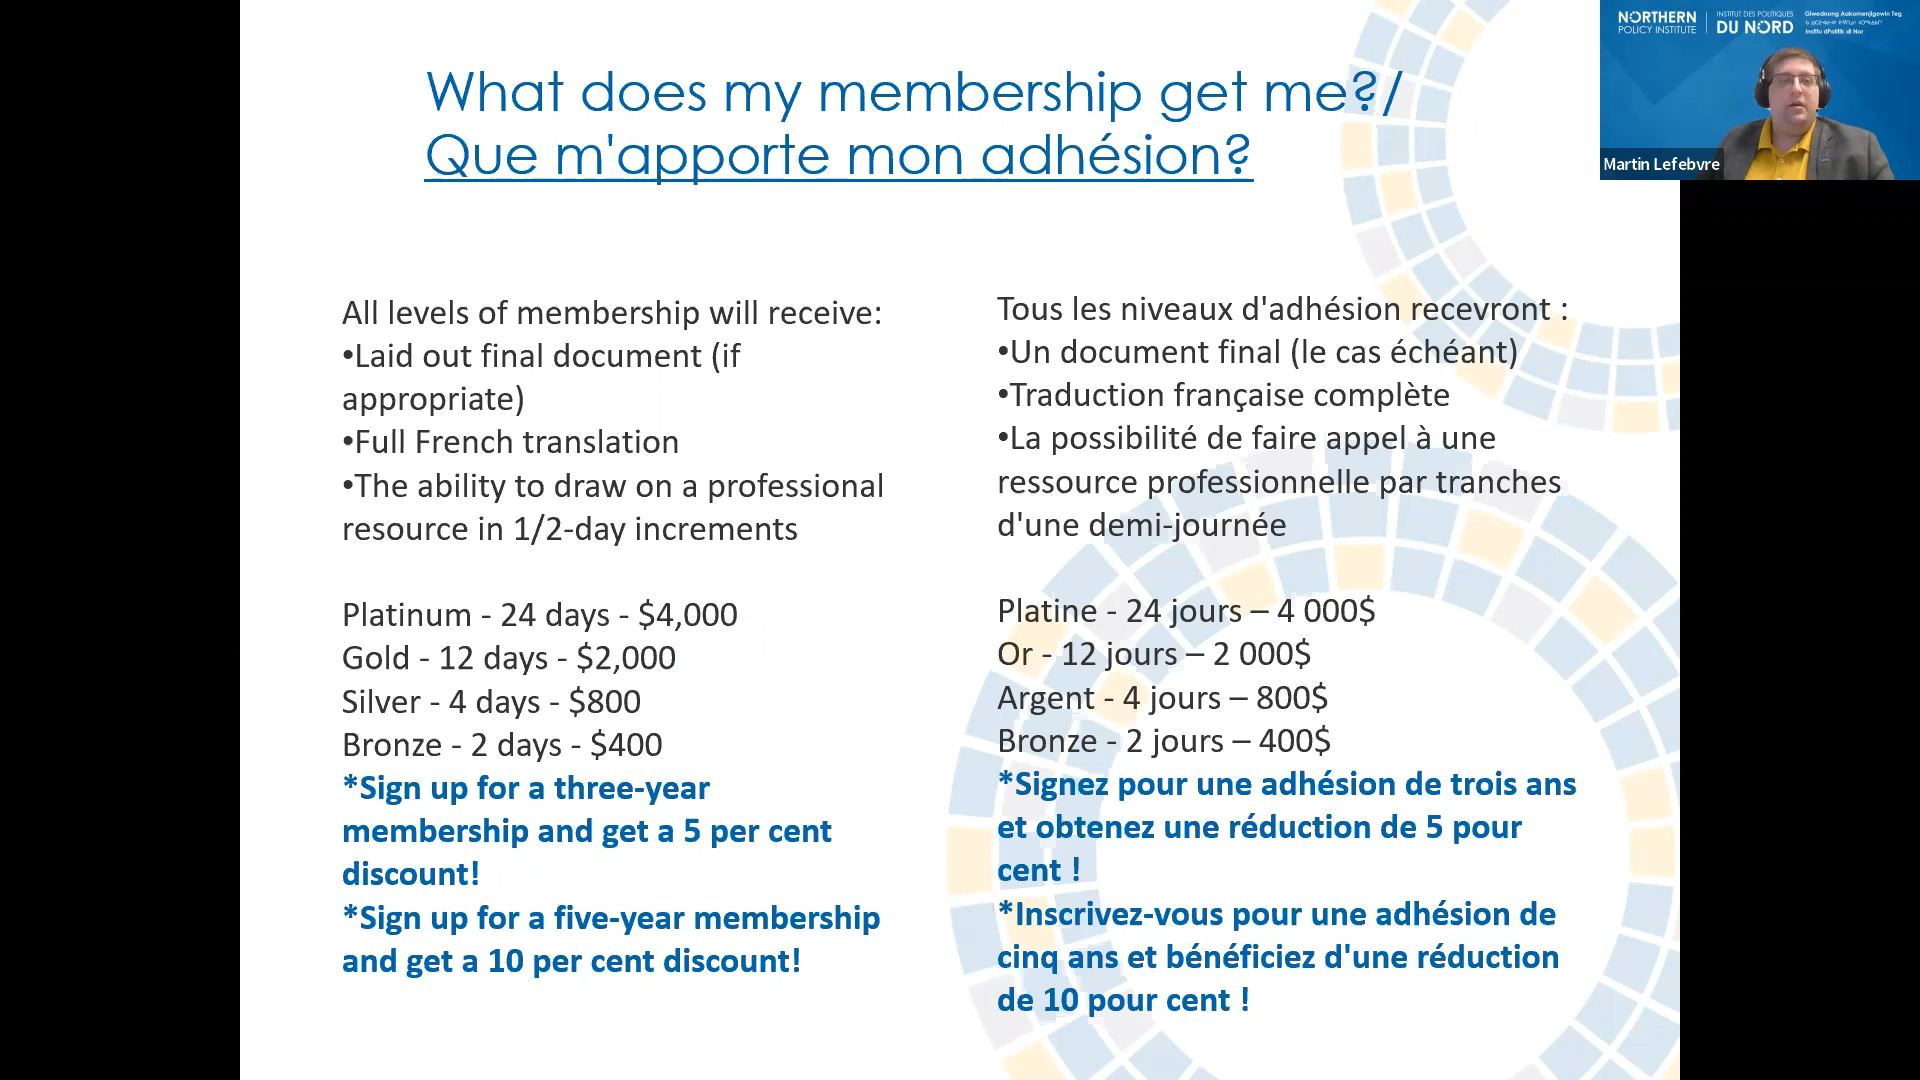 What does my membership get me?/
Que m'apporte mon adhésion?
All levels of membership will receive:
•Laid out final document (if
appropriate)
•Full French translation
•The ability to draw on a professional
resource in 1/2-day increments
Platinum - 24 days - $4,000
Gold - 12 days - $2,000
Silver - 4 days - $800
Bronze - 2 days - $400
*Sign up for a three-year
membership and get a 5 per cent
discount!
*Sign up for a five-year membership
and get a 10 per cent discount!
Tous les niveaux d'adhésion recevront :
•Un document final (le cas échéant)
•Traduction française complète
•La possibilité de faire appel à une
ressource professionnelle par tranches
d'une demi-journée
Platine - 24 jours – 4 000$
Or - 12 jours – 2 000$
Argent - 4 jours – 800$
Bronze - 2 jours – 400$
*Signez pour une adhésion de trois ans
et obtenez une réduction de 5 pour
cent !
*Inscrivez-vous pour une adhésion de
cinq ans et bénéficiez d'une réduction
de 10 pour cent !
NORTHERN
POLICY INSTITUTE
INSTITUT DES POLITIQUES
DU NORD
Giwednong Aakomenjigewin Teg
Institu dPolitik di Nor
Martin Lefebvre